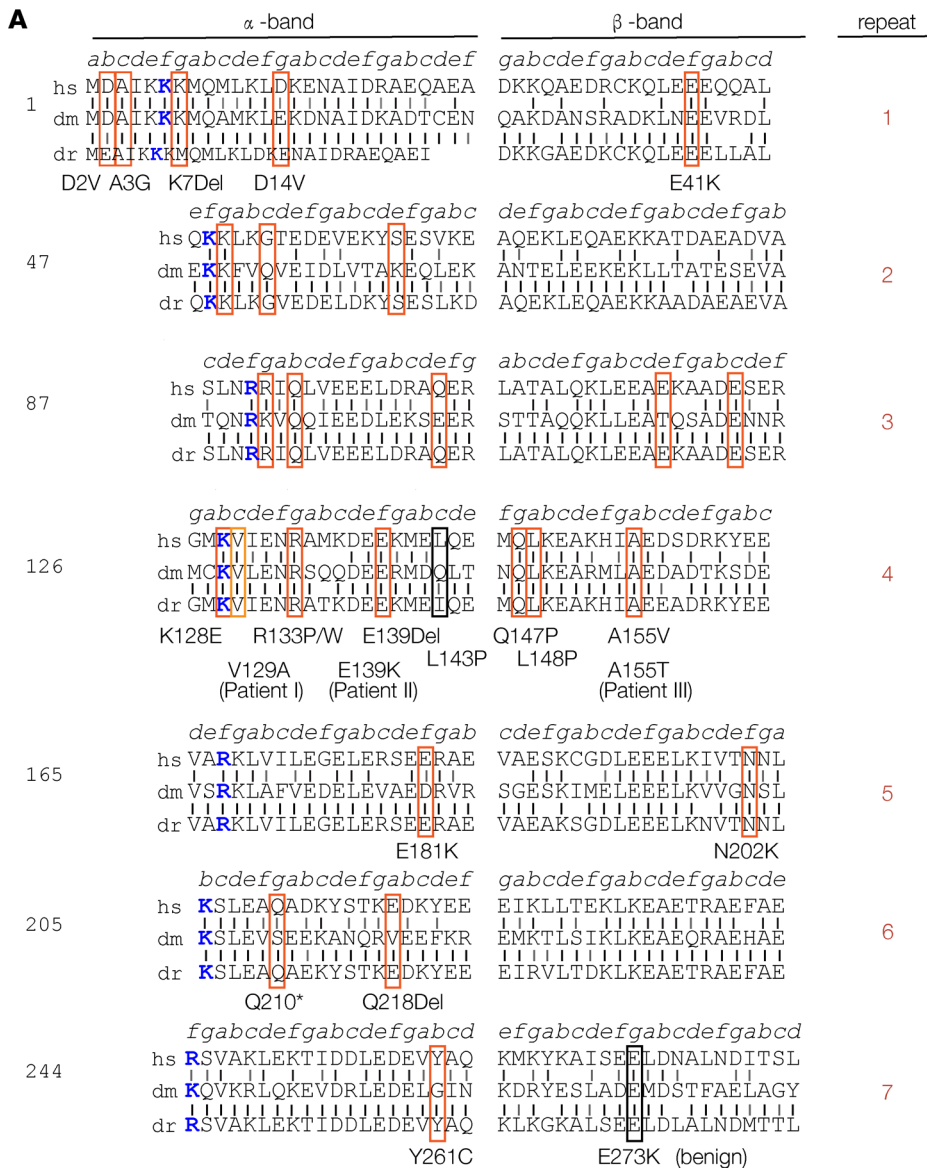 A
α -band β -band repeat
abcdefgabcdefgabcdefgabcdef gabcdefgabcdefgabcd
hs MDAIKKKMQMLKLDKENAIDRAEQAEA DKKQAEDRCKQLEEEQQAL
1 dm MDAIKKKMQAMKLEKDNAIDKADTCEN QAKDANSRADKLNEEVRDL 1
dr MEAIKKKMQMLKLDKENAIDRAEQAEI DKKGAEDKCKQLEEELLAL
D2V A3G K7Del D14V E41K
efgabcdefgabcdefgabc defgabcdefgabcdefgab
hs QKKLKGTEDEVEKYSESVKE AQEKLEQAEKKATDAEADVA
47 dm EKKFVQVEIDLVTAKEQLEK ANTELEEKEKLLTATESEVA 2
dr QKKLKGVEDELDKYSESLKD AQEKLEQAEKKAADAEAEVA
cdefgabcdefgabcdefg abcdefgabcdefgabcdef
hs SLNRRIQLVEEELDRAQER LATALQKLEEAEKAADESER
87 dm TQNRKVQQIEEDLEKSEER STTAQQKLLEATQSADENNR 3
dr SLNRRIQLVEEELDRAQER LATALQKLEEAEKAADESER
gabcdefgabcdefgabcde fgabcdefgabcdefgabc
hs GMKVIENRAMKDEEKMELQE MQLKEAKHIAEDSDRKYEE
126 dm MCKVLENRSQQDEERMDQLT NQLKEARMLAEDADTKSDE 4
dr GMKVIENRATKDEEKMEIQE MQLKEAKHIAEEADRKYEE
K128E R133P/W E139Del L143P Q147P L148P A155V
V129A E139K A155T
(Patient I) (Patient II) (Patient III)
defgabcdefgabcdefgab cdefgabcdefgabcdefga
hs VARKLVILEGELERSEERAE VAESKCGDLEEELKIVTNNL
165 dm VSRKLAFVEDELEVAEDRVR SGESKIMELEEELKVVGNSL 5
dr VARKLVILEGELERSEERAE VAEAKSGDLEEELKNVTNNL
E181K N202K
bcdefgabcdefgabcdef gabcdefgabcdefgabcde
hs KSLEAQADKYSTKEDKYEE EIKLLTEKLKEAETRAEFAE
205 dm KSLEVSEEKANQRVEEFKR EMKTLSIKLKEAEQRAEHAE 6
dr KSLEAQAEKYSTKEDKYEE EIRVLTDKLKEAETRAEFAE
Q210* Q218Del
fgabcdefgabcdefgabcd efgabcdefgabcdefgabcd
hs RSVAKLEKTIDDLEDEVYAQ KMKYKAISEELDNALNDITSL
244 dm KQVKRLQKEVDRLEDELGIN KDRYESLADEMDSTFAELAGY 7
dr RSVAKLEKTIDDLEDEVYAQ KLKGKALSEELDLALNDMTTL
Y261C E273K (benign)